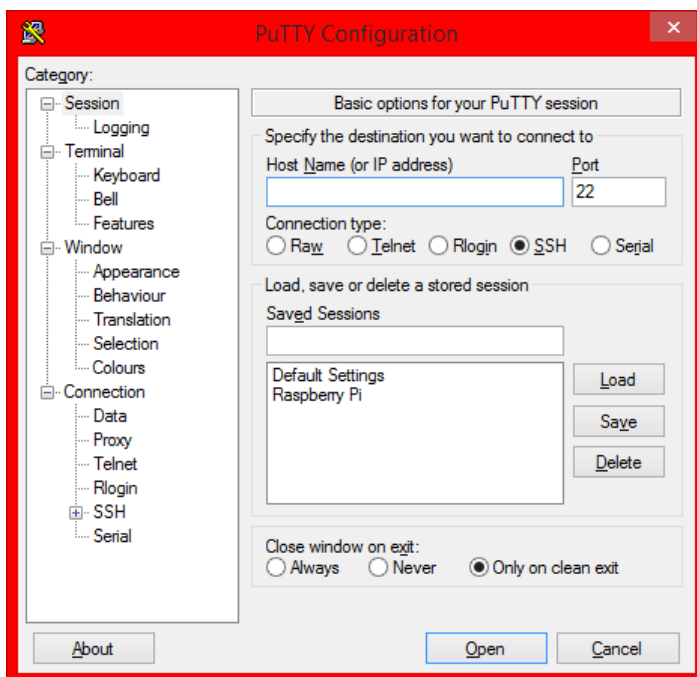 PuTTY Configuration
Category:
Session
Logging
Terminal
Keyboard
Bell
Features
Window
Appearance
Behaviour
Translation
Selection
Colours
Connection
Data
Proxy
Telnet
Rlogin
SSH
Serial
Basic options for your PuTTY session
Specify the destination you want to connect to
Host Name (or IP address) Port
22
Connection type:
Raw Telnet Rlogin SSH Serial
Load, save or delete a stored session
Saved Sessions
Default Settings
Raspberry Pi
Load
Save
Delete
Close window on exit:
Always Never Only on clean exit
About Open Cancel